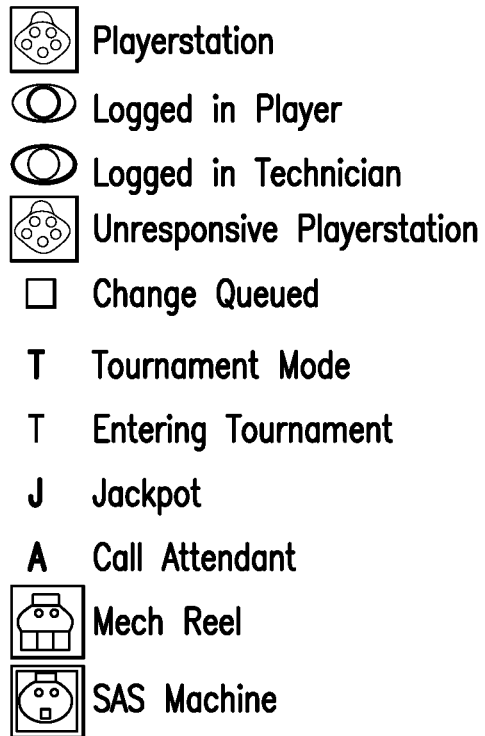 Playerstation
Logged in Player
Logged in Technician
Unresponsive Playerstation
Change Queued
T Tournament Mode
T Entering Tournament
J Jackpot
A Call Attendant
Mech Reel
SAS Machine